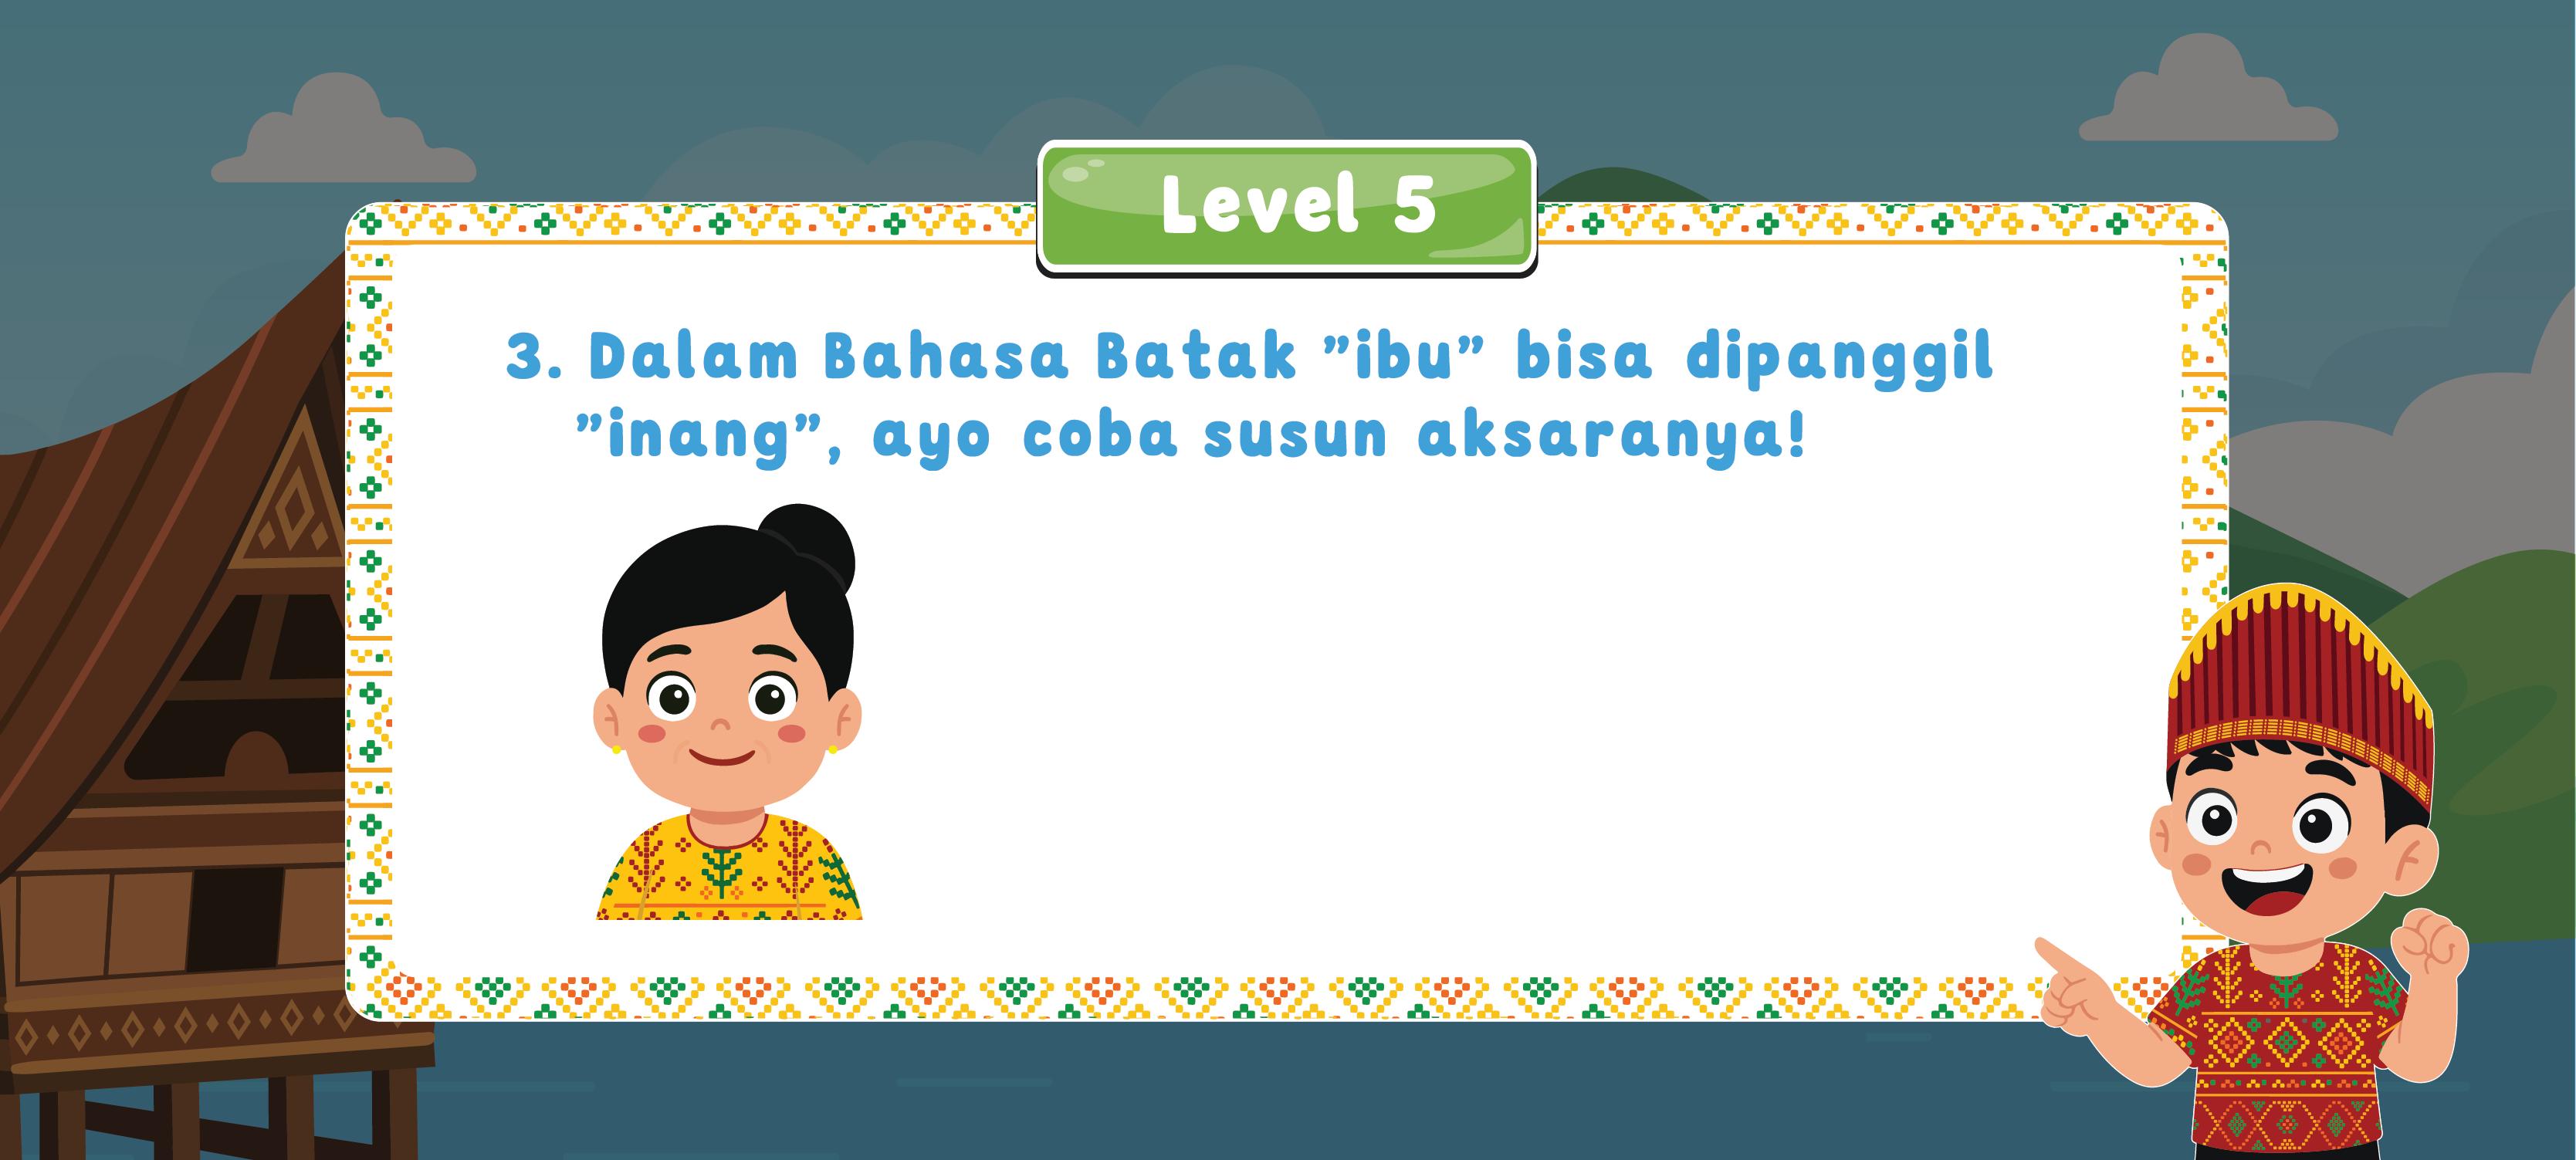 Level 5
3. Dalam Bahasa Batak ”ibu” bisa dipanggil
”inang”, ayo coba susun aksaranya!